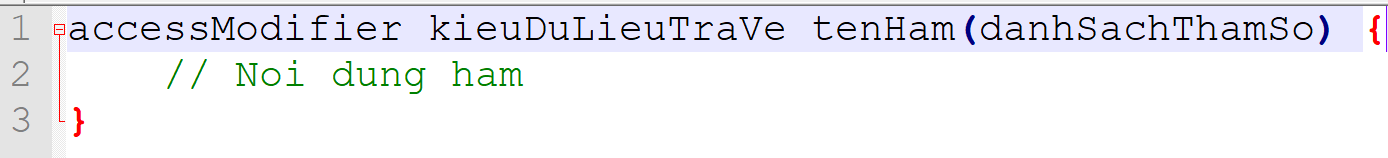 1 accessModifier kieuDuLieuTraVe tenHam(danhSachThamSo) {
2 // Noi dung ham
3 }